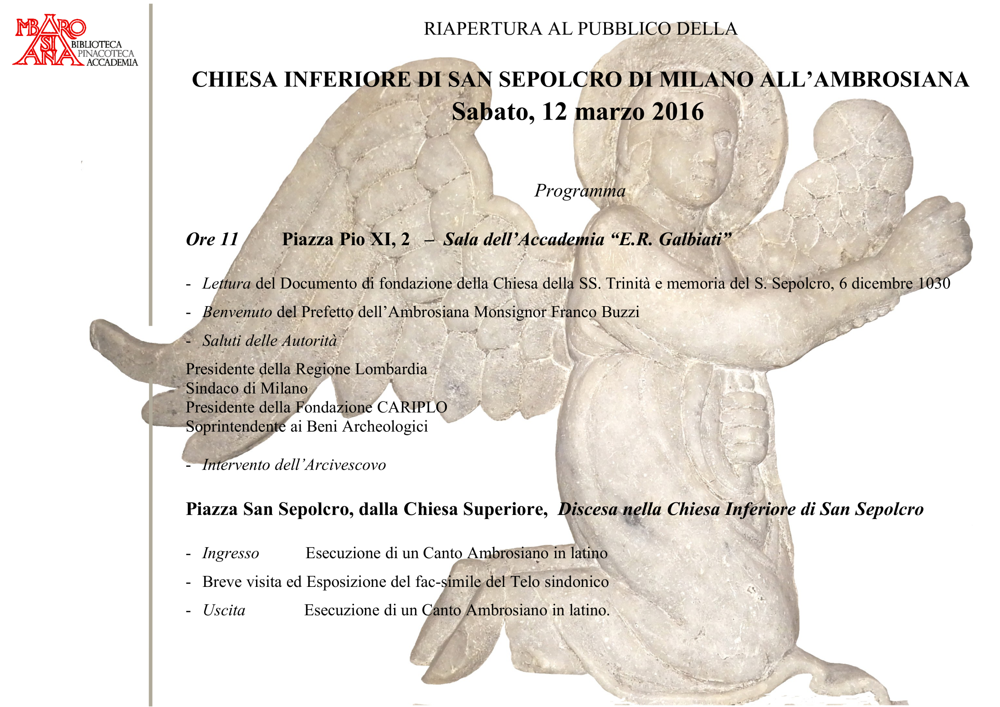 AMBROSIANA
BIBLIOTECA
PINACOTECA
ACCADEMIA
RIAPERTURA AL PUBBLICO DELLA
CHIESA INFERIORE DI SAN SEPOLCRO DI MILANO ALL’AMBROSIANA
Sabato, 12 marzo 2016
Programma
Ore 11 Piazza Pio XI, 2 – Sala dell’Accademia “E.R. Galbiati”
- Lettura del Documento di fondazione della Chiesa della SS. Trinità e memoria del S. Sepolcro, 6 dicembre 1030
- Benvenuto del Prefetto dell’Ambrosiana Monsignor Franco Buzzi
- Saluti delle Autorità
Presidente della Regione Lombardia
Sindaco di Milano
Presidente della Fondazione CARIPLO
Soprintendente ai Beni Archeologici
- Intervento dell’Arcivescovo
Piazza San Sepolcro, dalla Chiesa Superiore, Discesa nella Chiesa Inferiore di San Sepolcro
- Ingresso Esecuzione di un Canto Ambrosiano in latino
- Breve visita ed Esposizione del fac-simile del Telo sindonico
- Uscita Esecuzione di un Canto Ambrosiano in latino.